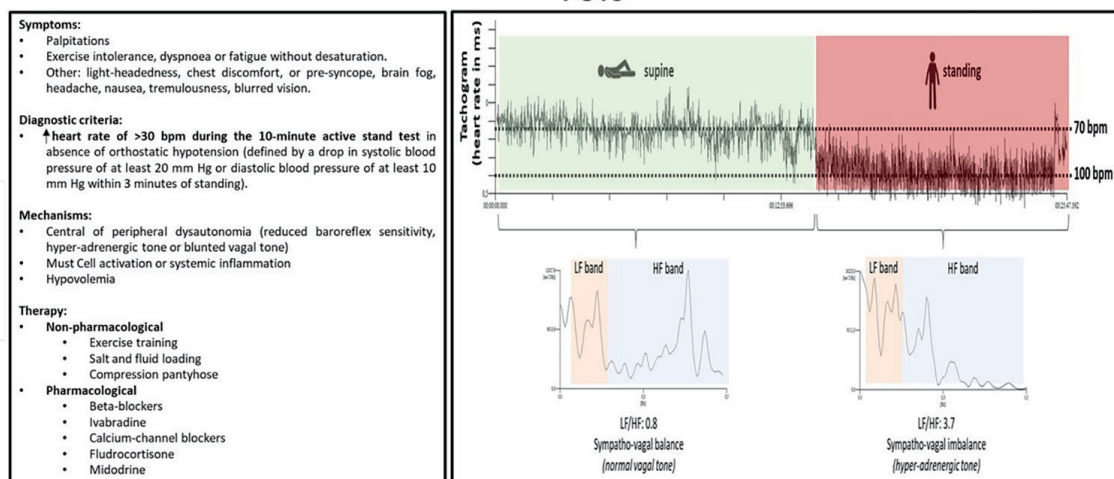 Symptoms:
• Palpitations
• Exercise intolerance, dyspnoea or fatigue without desaturation.
• Other: light-headedness, chest discomfort, or pre-syncope, brain fog,
headache, nausea, tremulousness, blurred vision.
Diagnostic criteria:
• ↑heart rate of >30 bpm during the 10-minute active stand test in
absence of orthostatic hypotension (defined by a drop in systolic blood
pressure of at least 20 mm Hg or diastolic blood pressure of at least 10
mm Hg within 3 minutes of standing).
Mechanisms:
• Central of peripheral dysautonomia (reduced baroreflex sensitivity,
hyper-adrenergic tone or blunted vagal tone)
• Must Cell activation or systemic inflammation
• Hypovolemia
Therapy:
• Non-pharmacological
• Exercise training
• Salt and fluid loading
• Compression pantyhose
• Pharmacological
• Beta-blockers
• Ivabradine
• Calcium-channel blockers
• Fludrocortisone
• Midodrine
Tachogram
(heart rate in ms)
supine
standing
70 bpm
100 bpm
0,5
00:00:00.000
LF band
HF band
LF band
HF band
LF/HF: 0.8
LF/HF: 3.7
Sympatho-vagal balance
Sympatho-vagal imbalance
(normal vagal tone)
(hyper-adrenergic tone)